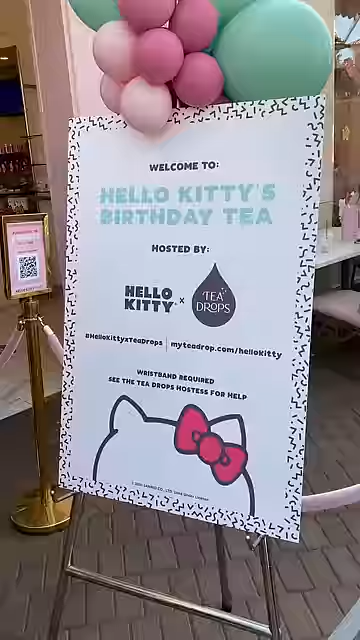 WELCOME TO:
HELLO KITTY'S
BIRTHDAY TEA
HOSTED BY:
HELLO
KITTY
x
TEA
DROPS
#HelloKittyxTeaDrops
myteadrop.com/hellokitty
WRISTBAND REQUIRED
SEE THE TEA DROPS HOSTESS FOR HELP